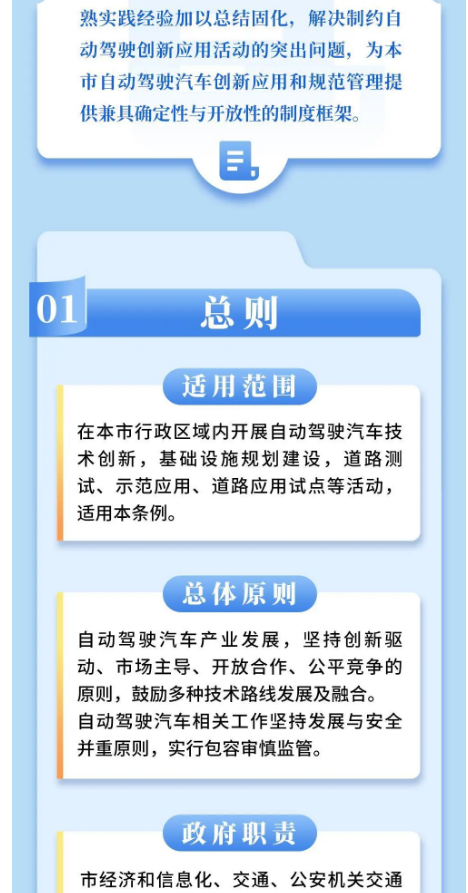 熟实践经验加以总结固化，解决制约自
动驾驶创新应用活动的突出问题，为本
市自动驾驶汽车创新应用和规范管理提
供兼具确定性与开放性的制度框架。
01
总则
适用范围
在本市行政区域内开展自动驾驶汽车技
术创新，基础设施规划建设，道路测
试、示范应用、道路应用试点等活动，
适用本条例。
总体原则
自动驾驶汽车产业发展，坚持创新驱
动、市场主导、开放合作、公平竞争的
原则，鼓励多种技术路线发展及融合。
自动驾驶汽车相关工作坚持发展与安全
并重原则，实行包容审慎监管。
政府职责
市经济和信息化、交通、公安机关交通